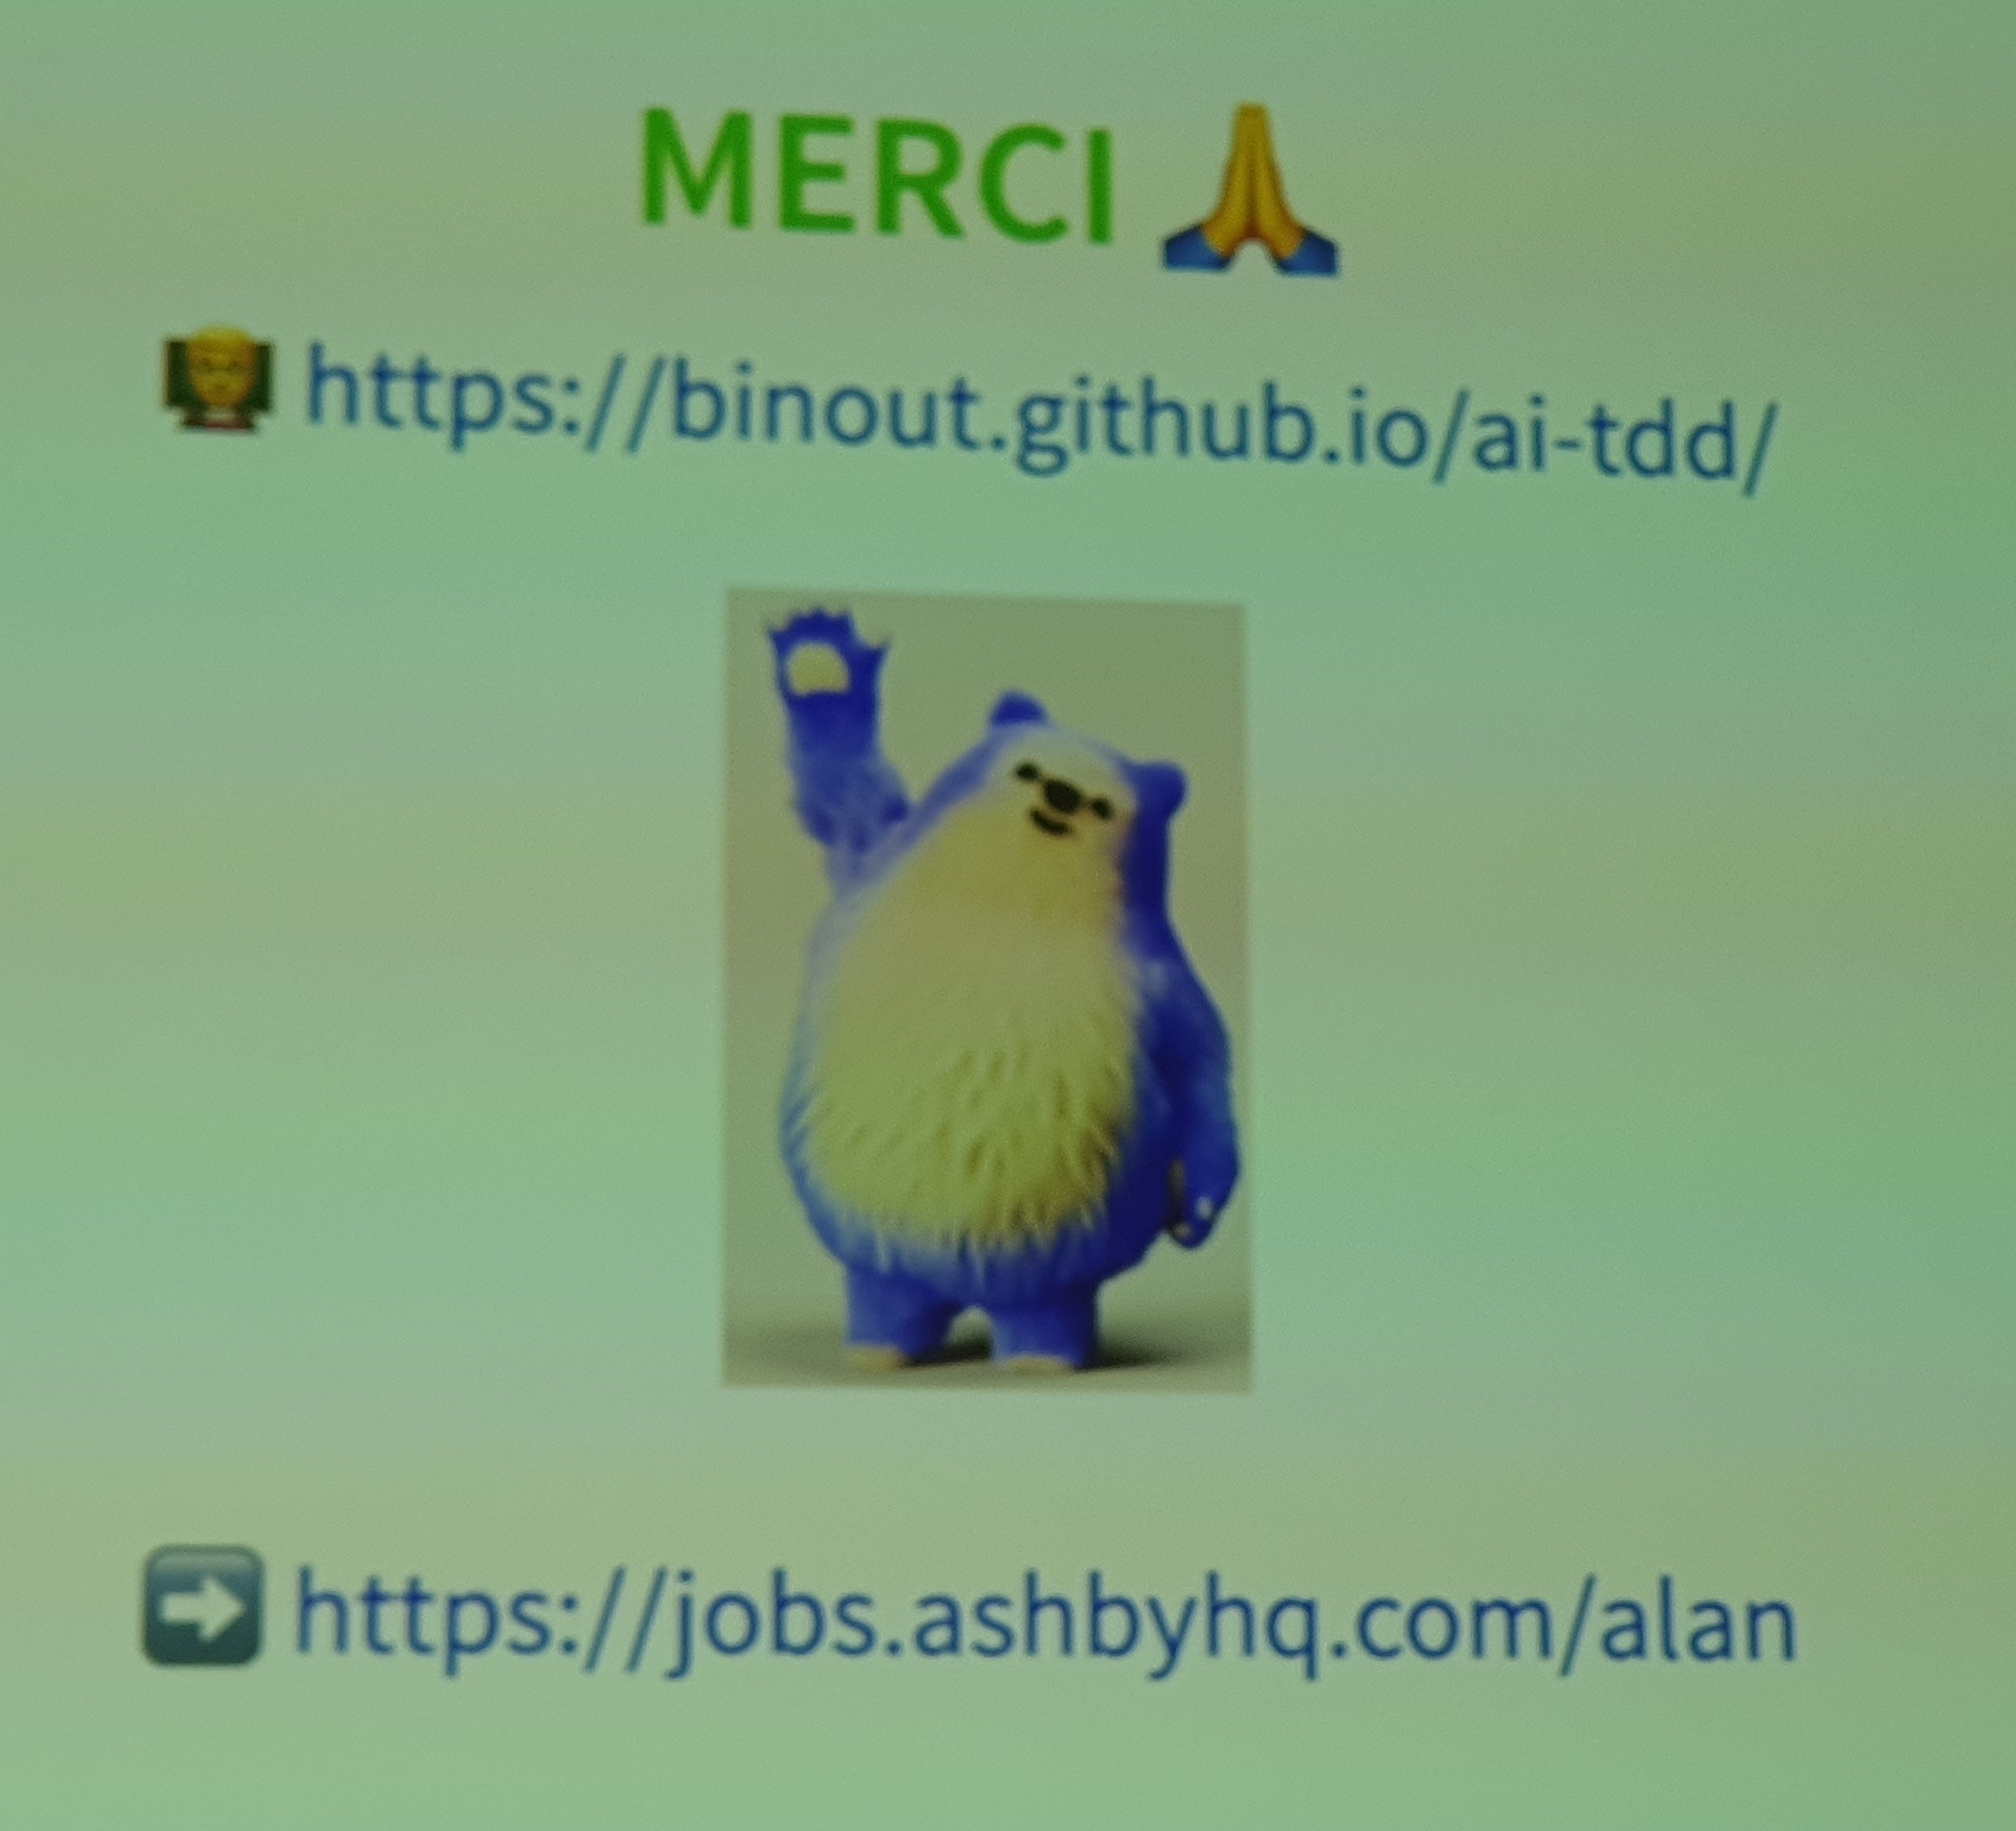 MERCI 🙏
👨‍🏫 https://binout.github.io/ai-tdd/
➡️ https://jobs.ashbyhq.com/alan